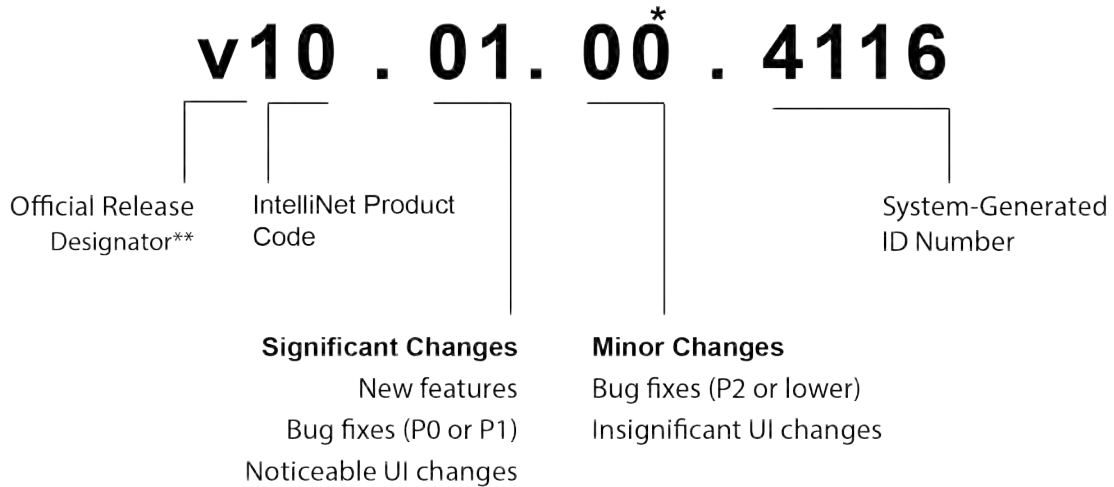 v10 . 01. 00* . 4116
Official Release
Designator**
IntelliNet Product
Code
System-Generated
ID Number
Significant Changes
New features
Bug fixes (P0 or P1)
Noticeable UI changes
Minor Changes
Bug fixes (P2 or lower)
Insignificant UI changes